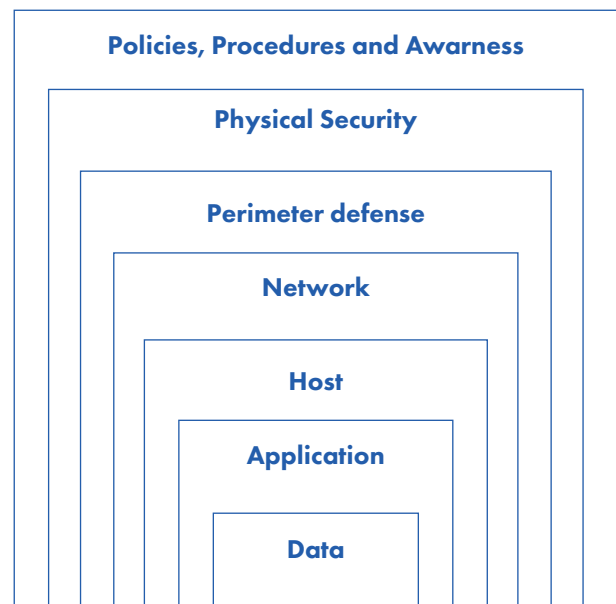 Policies, Procedures and Awarness
Physical Security
Perimeter defense
Network
Host
Application
Data